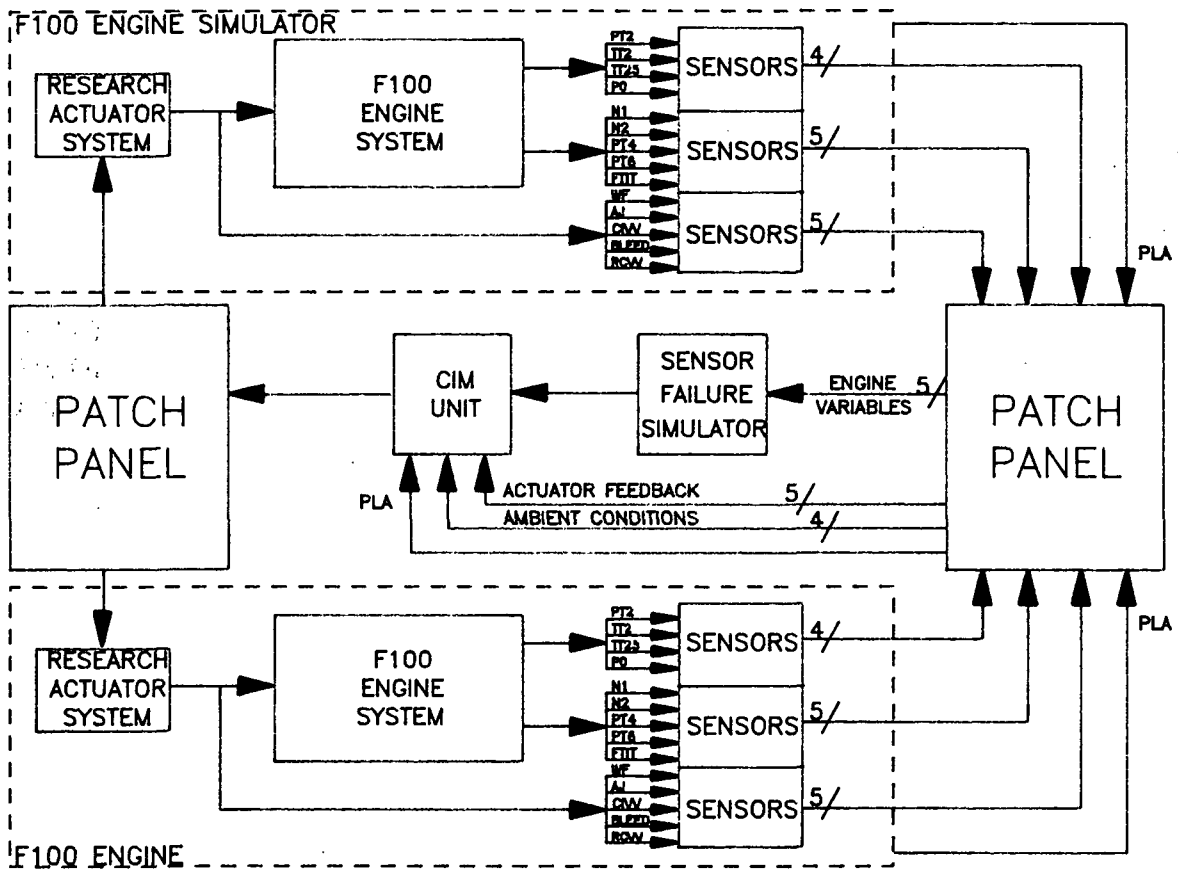 F100 ENGINE SIMULATOR
RESEARCH
ACTUATOR
SYSTEM
F100
ENGINE
SYSTEM
PT2
TT2
TT25
P0
SENSORS
4/
N1
N2
PT4
PT6
FTIT
SENSORS
5/
WF
AJ
CIVV
BLEED
RCVV
SENSORS
5/
PLA
PATCH
PANEL
CIM
UNIT
SENSOR
FAILURE
SIMULATOR
ENGINE
VARIABLES
5/
PATCH
PANEL
PLA
ACTUATOR FEEDBACK
5/
AMBIENT CONDITIONS
4/
RESEARCH
ACTUATOR
SYSTEM
F100
ENGINE
SYSTEM
PT2
TT2
TT25
P0
SENSORS
4/
N1
N2
PT4
PT6
FTIT
SENSORS
5/
WF
AJ
CIVV
BLEED
RCVV
SENSORS
5/
PLA
F100 ENGINE